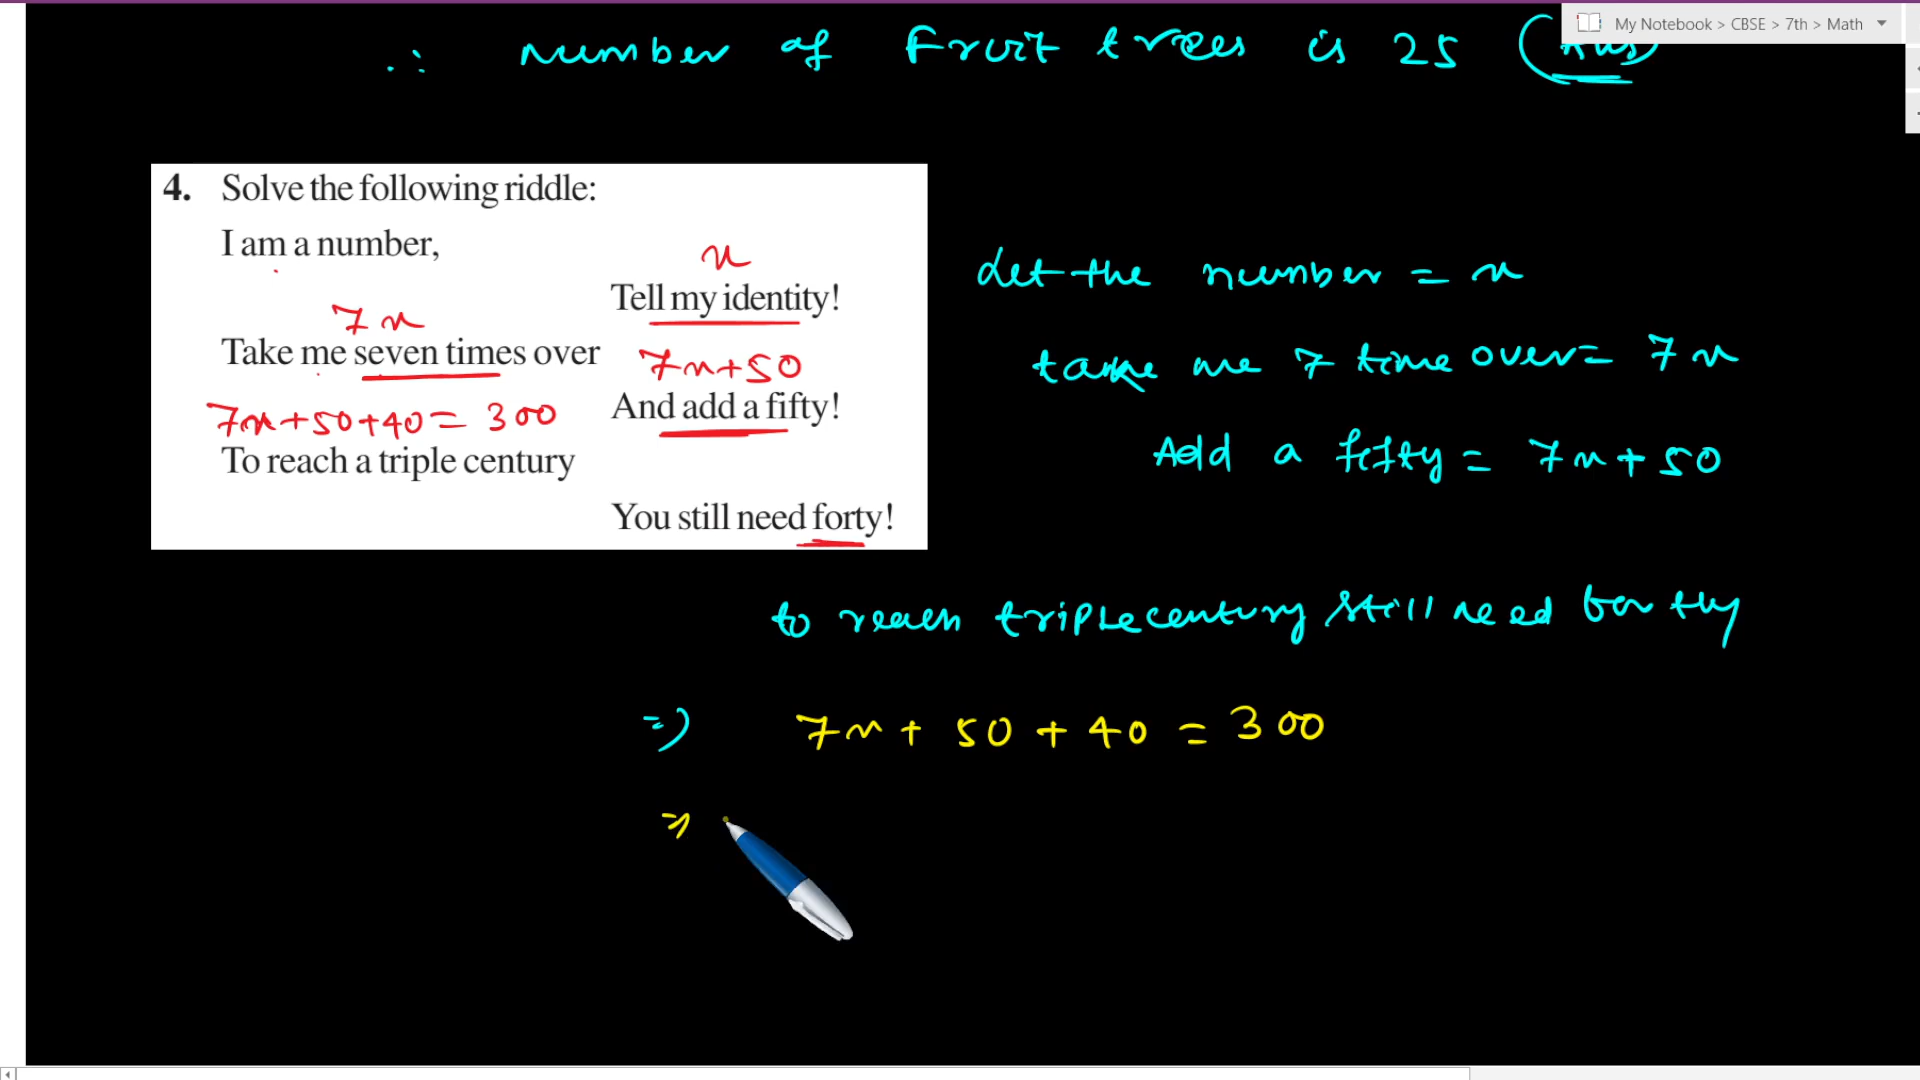 ∴ Number of Fruit trees is 25 (Ans)
My Notebook > CBSE > 7th > Math
4. Solve the following riddle:
I am a number,
x
Tell my identity!
7x
Take me seven times over
7x+50
And add a fifty!
7x+50+40= 300
To reach a triple century
You still need forty!
Let the number = x
take me 7 time over= 7x
Add a fifty = 7x+50
to reach triple century still need forty
=) 7x + 50 + 40 = 300
⇒